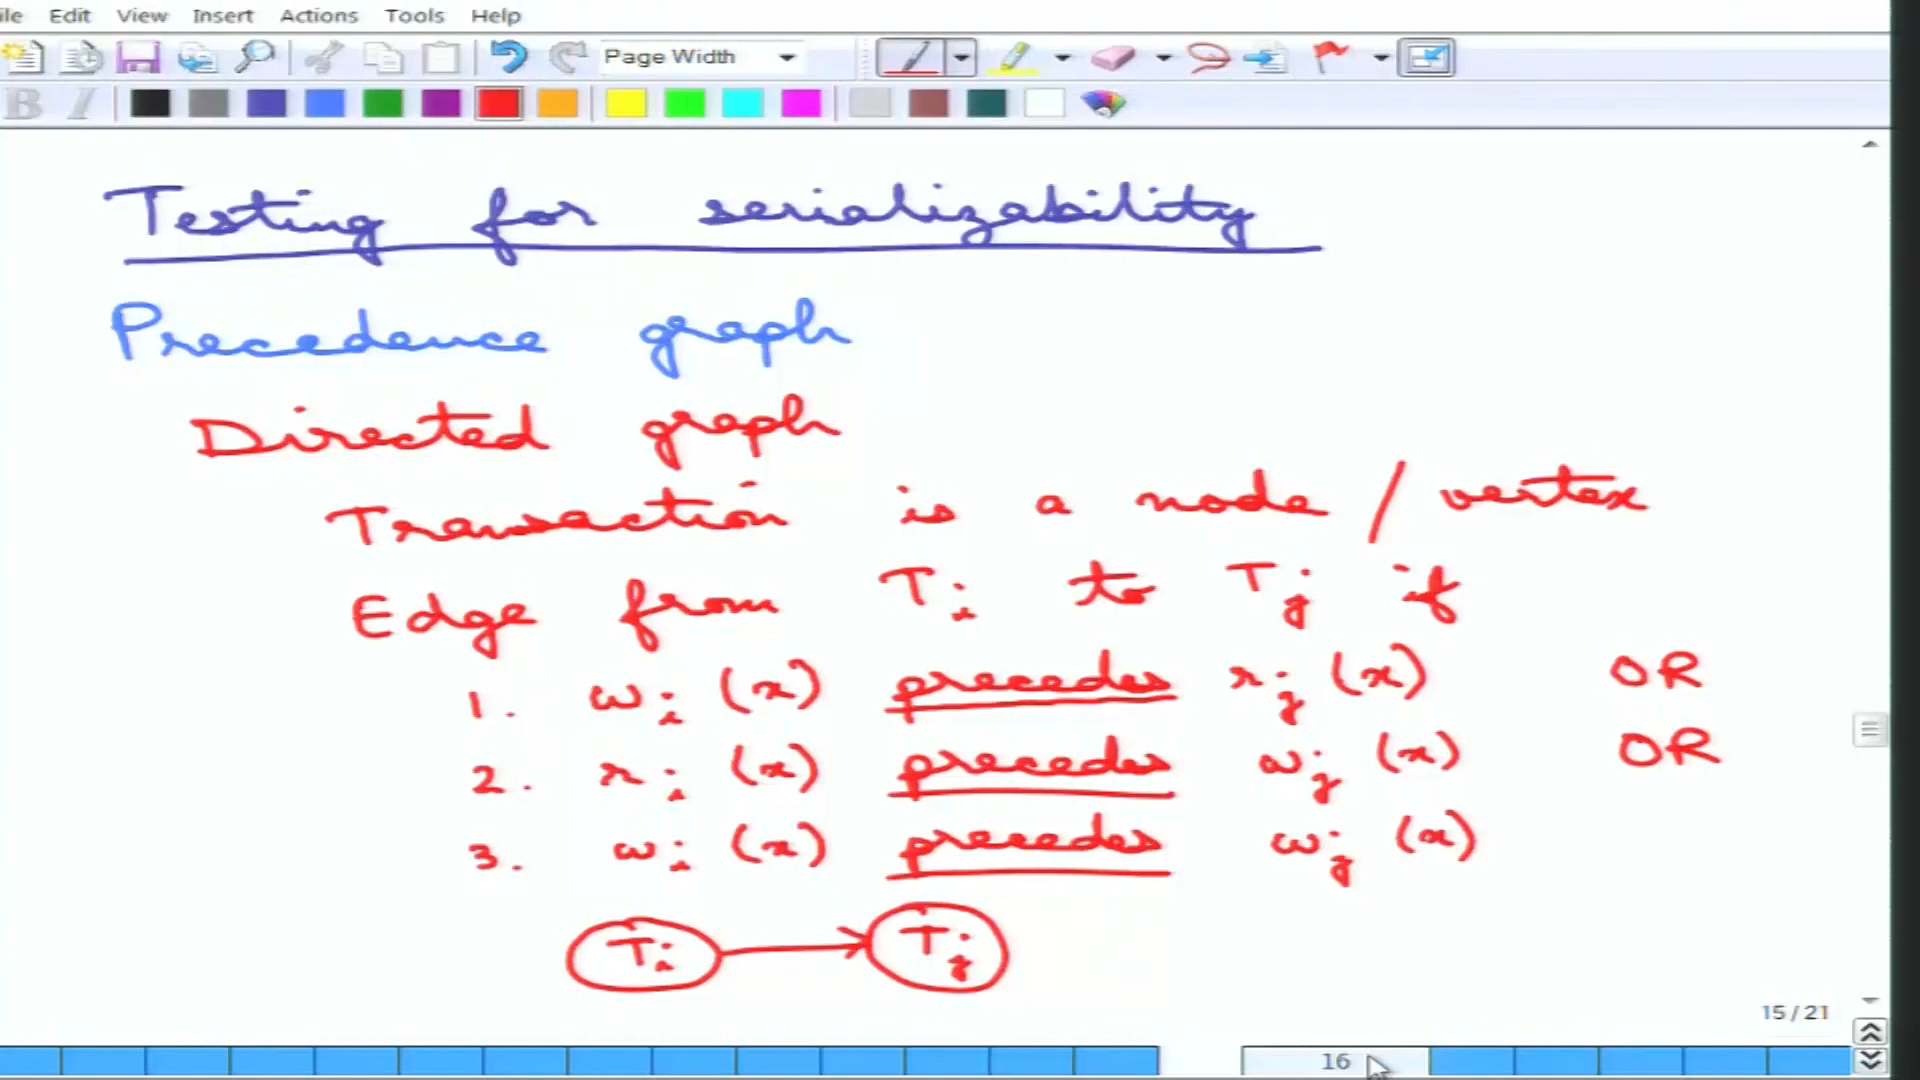 ile Edit View Insert Actions Tools Help
Page Width
B I
Testing for serializability
Precedence graph
Directed graph
Transaction is a node / vertex
Edge from Ti to Tj if
1. wi (x) precedes rj (x) OR
2. ri (x) precedes wj (x) OR
3. wi (x) precedes wj (x)
Ti Tj
15 / 21
16